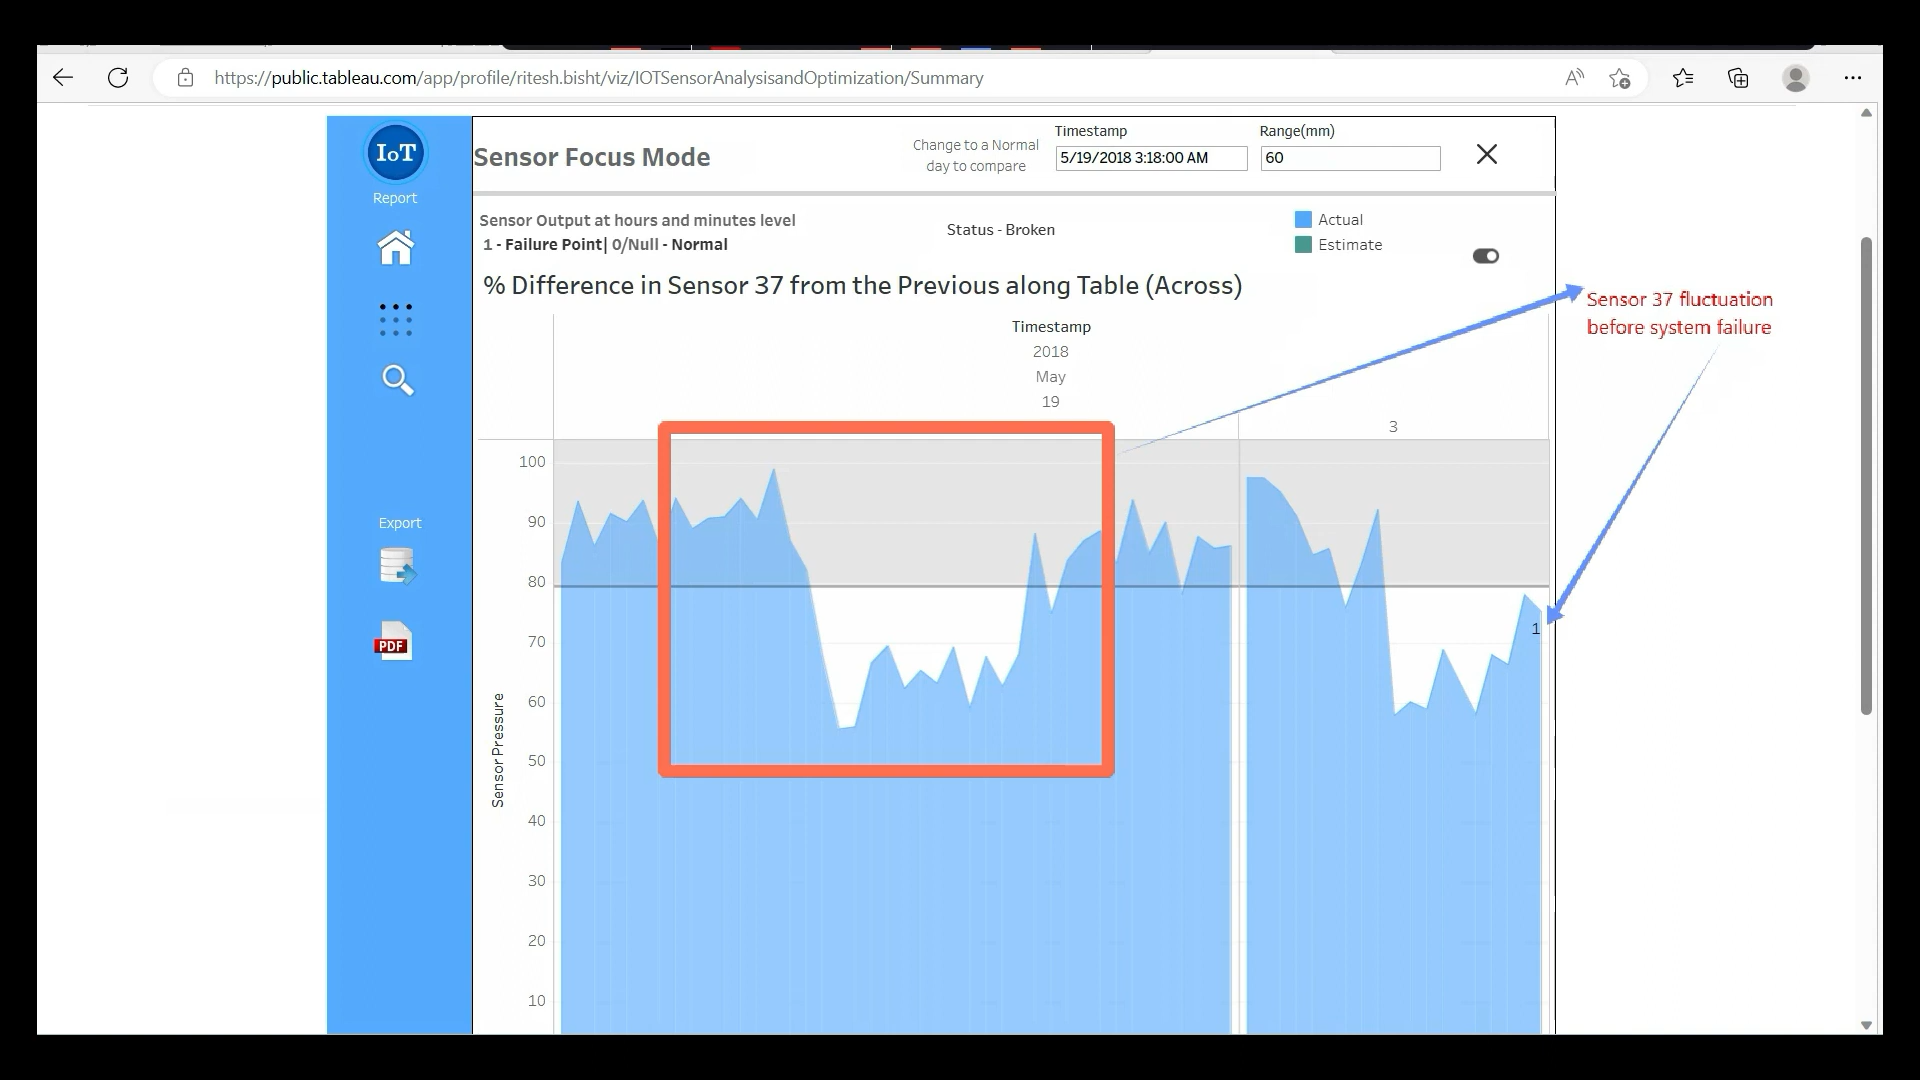 https://public.tableau.com/app/profile/ritesh.bisht/viz/IOTSensorAnalysisandOptimization/Summary
IoT
Report
Export
PDF
Sensor Focus Mode
Change to a Normal
day to compare
Timestamp
5/19/2018 3:18:00 AM
Range(mm)
60
Sensor Output at hours and minutes level
1 - Failure Point| 0/Null - Normal
Status - Broken
Actual
Estimate
% Difference in Sensor 37 from the Previous along Table (Across)
Sensor 37 fluctuation
before system failure
Timestamp
2018
May
19
3
100
90
80
70
60
50
40
30
20
10
Sensor Pressure
1